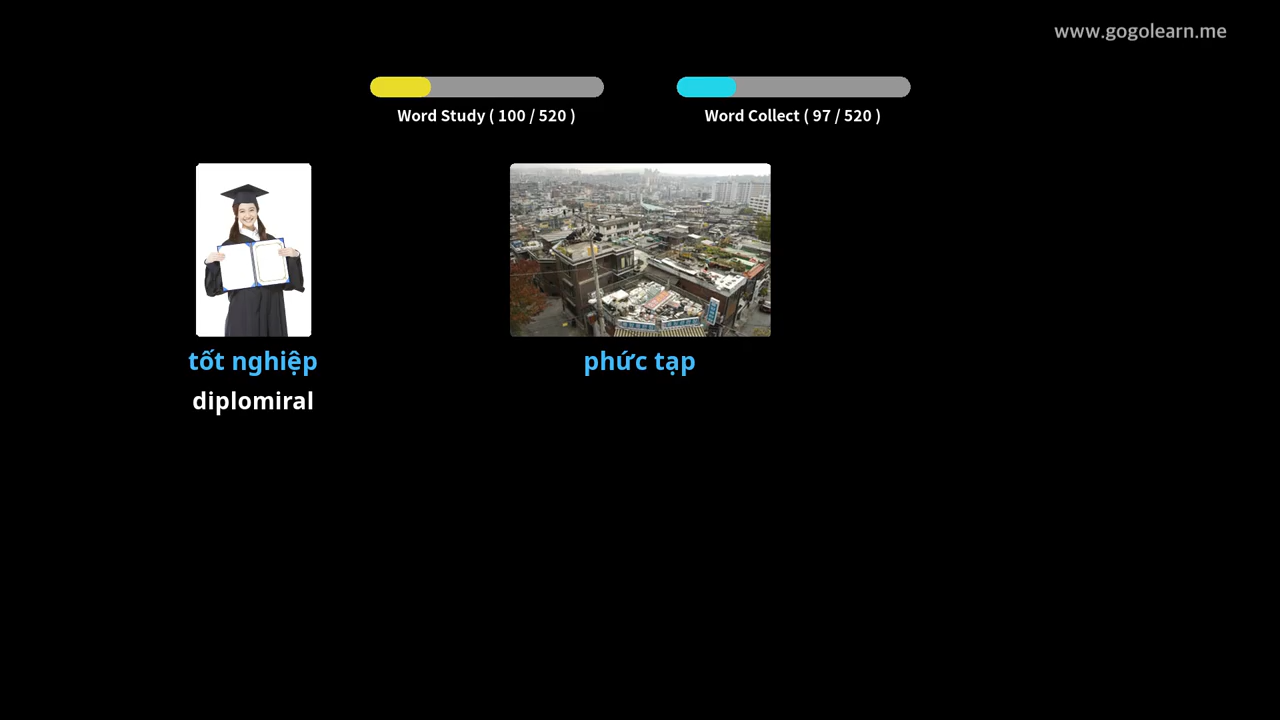 www.gogolearn.me
Word Study ( 100 / 520 )
Word Collect ( 97 / 520 )
tốt nghiệp
phức tạp
diplomiral